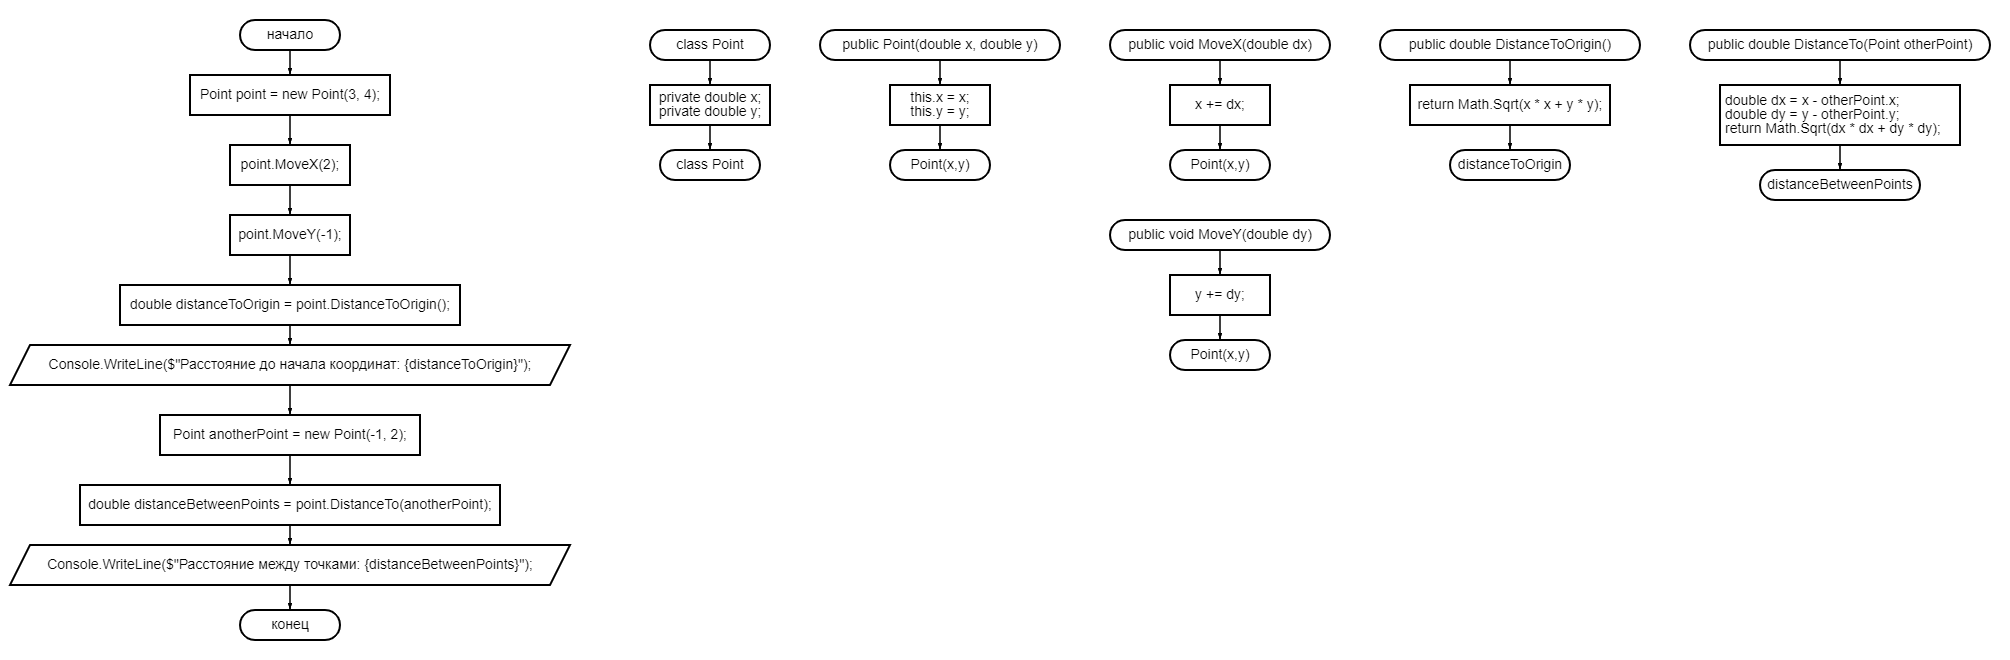 начало
Point point = new Point(3, 4);
point.MoveX(2);
point.MoveY(-1);
double distanceToOrigin = point.DistanceToOrigin();
Console.WriteLine($"Расстояние до начала координат: {distanceToOrigin}");
Point anotherPoint = new Point(-1, 2);
double distanceBetweenPoints = point.DistanceTo(anotherPoint);
Console.WriteLine($"Расстояние между точками: {distanceBetweenPoints}");
конец
class Point
private double x;
private double y;
class Point
public Point(double x, double y)
this.x = x;
this.y = y;
Point(x,y)
public void MoveX(double dx)
x += dx;
Point(x,y)
public void MoveY(double dy)
y += dy;
Point(x,y)
public double DistanceToOrigin()
return Math.Sqrt(x * x + y * y);
distanceToOrigin
public double DistanceTo(Point otherPoint)
double dx = x - otherPoint.x;
double dy = y - otherPoint.y;
return Math.Sqrt(dx * dx + dy * dy);
distanceBetweenPoints